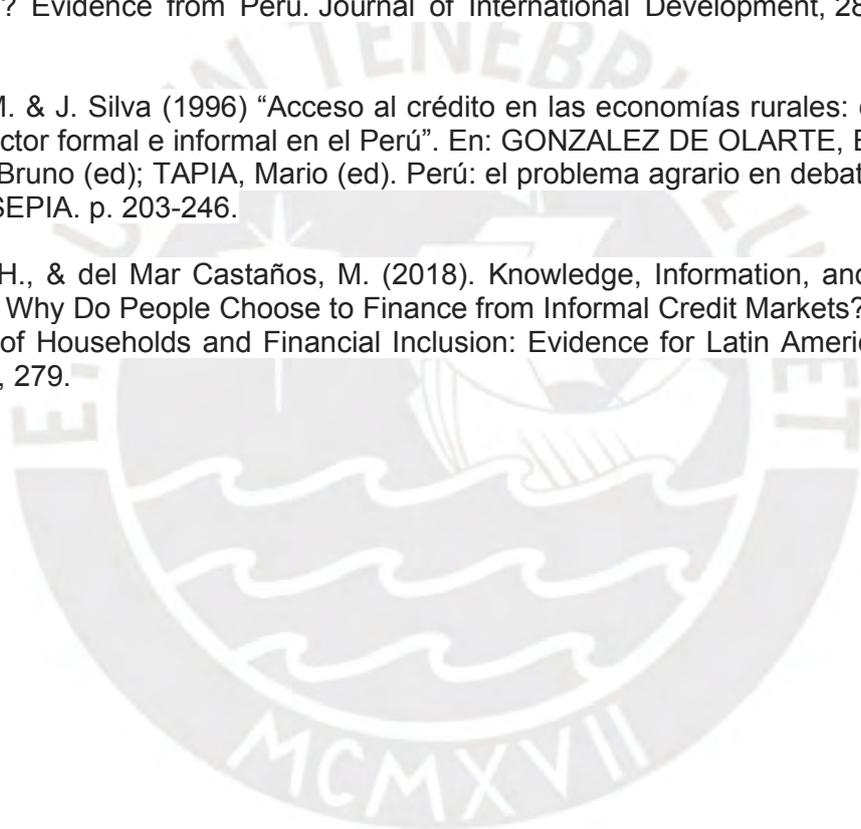 ? Evidence from Peru. Journal of International Development, 28
M. & J. Silva (1996) “Acceso al crédito en las economías rurales:
ctor formal e informal en el Perú”. En: GONZALEZ DE OLARTE, E
Bruno (ed); TAPIA, Mario (ed). Perú: el problema agrario en debat
SEPIA. p. 203-246.
H., & del Mar Castaños, M. (2018). Knowledge, Information, and
Why Do People Choose to Finance from Informal Credit Markets?
of Households and Financial Inclusion: Evidence for Latin Ameri
, 279.
TENEBRI
ET
MCMXVII